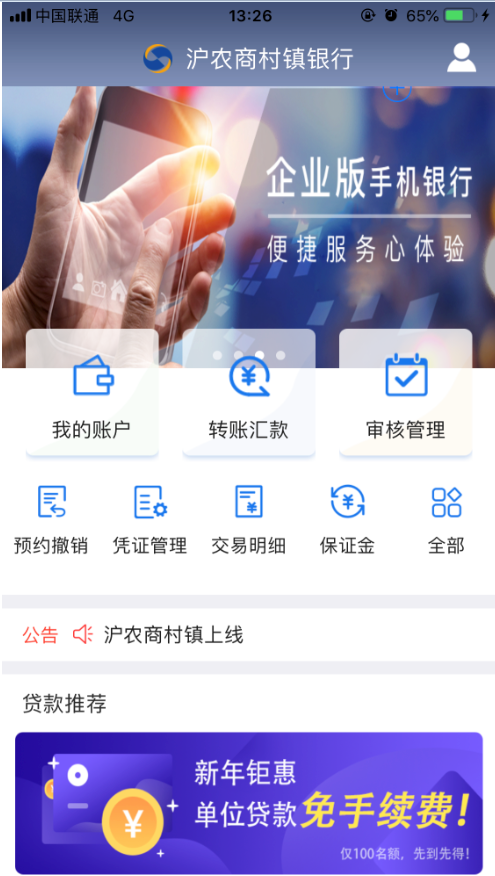 中国联通 4G 13:26 65%
沪农商村镇银行
企业版手机银行
便捷服务心体验
我的账户 转账汇款 审核管理
预约撤销 凭证管理 交易明细 保证金 全部
公告 沪农商村镇上线
贷款推荐
新年钜惠
单位贷款免手续费!
仅100名额，先到先得!